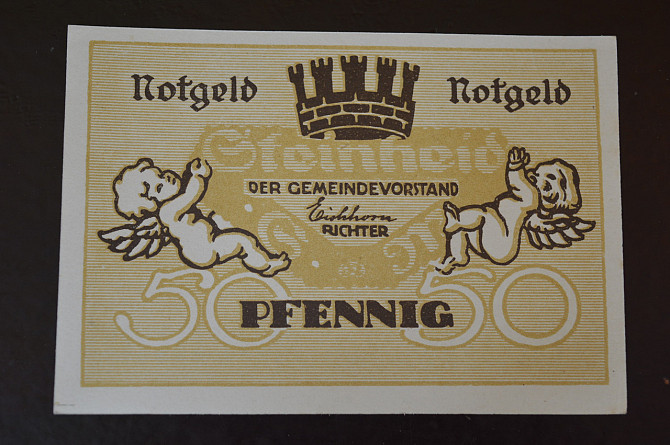 Notgeld Notgeld
Steinheid
DER GEMEINDEVORSTAND
Eichhorn
RICHTER
50 PFENNIG 50